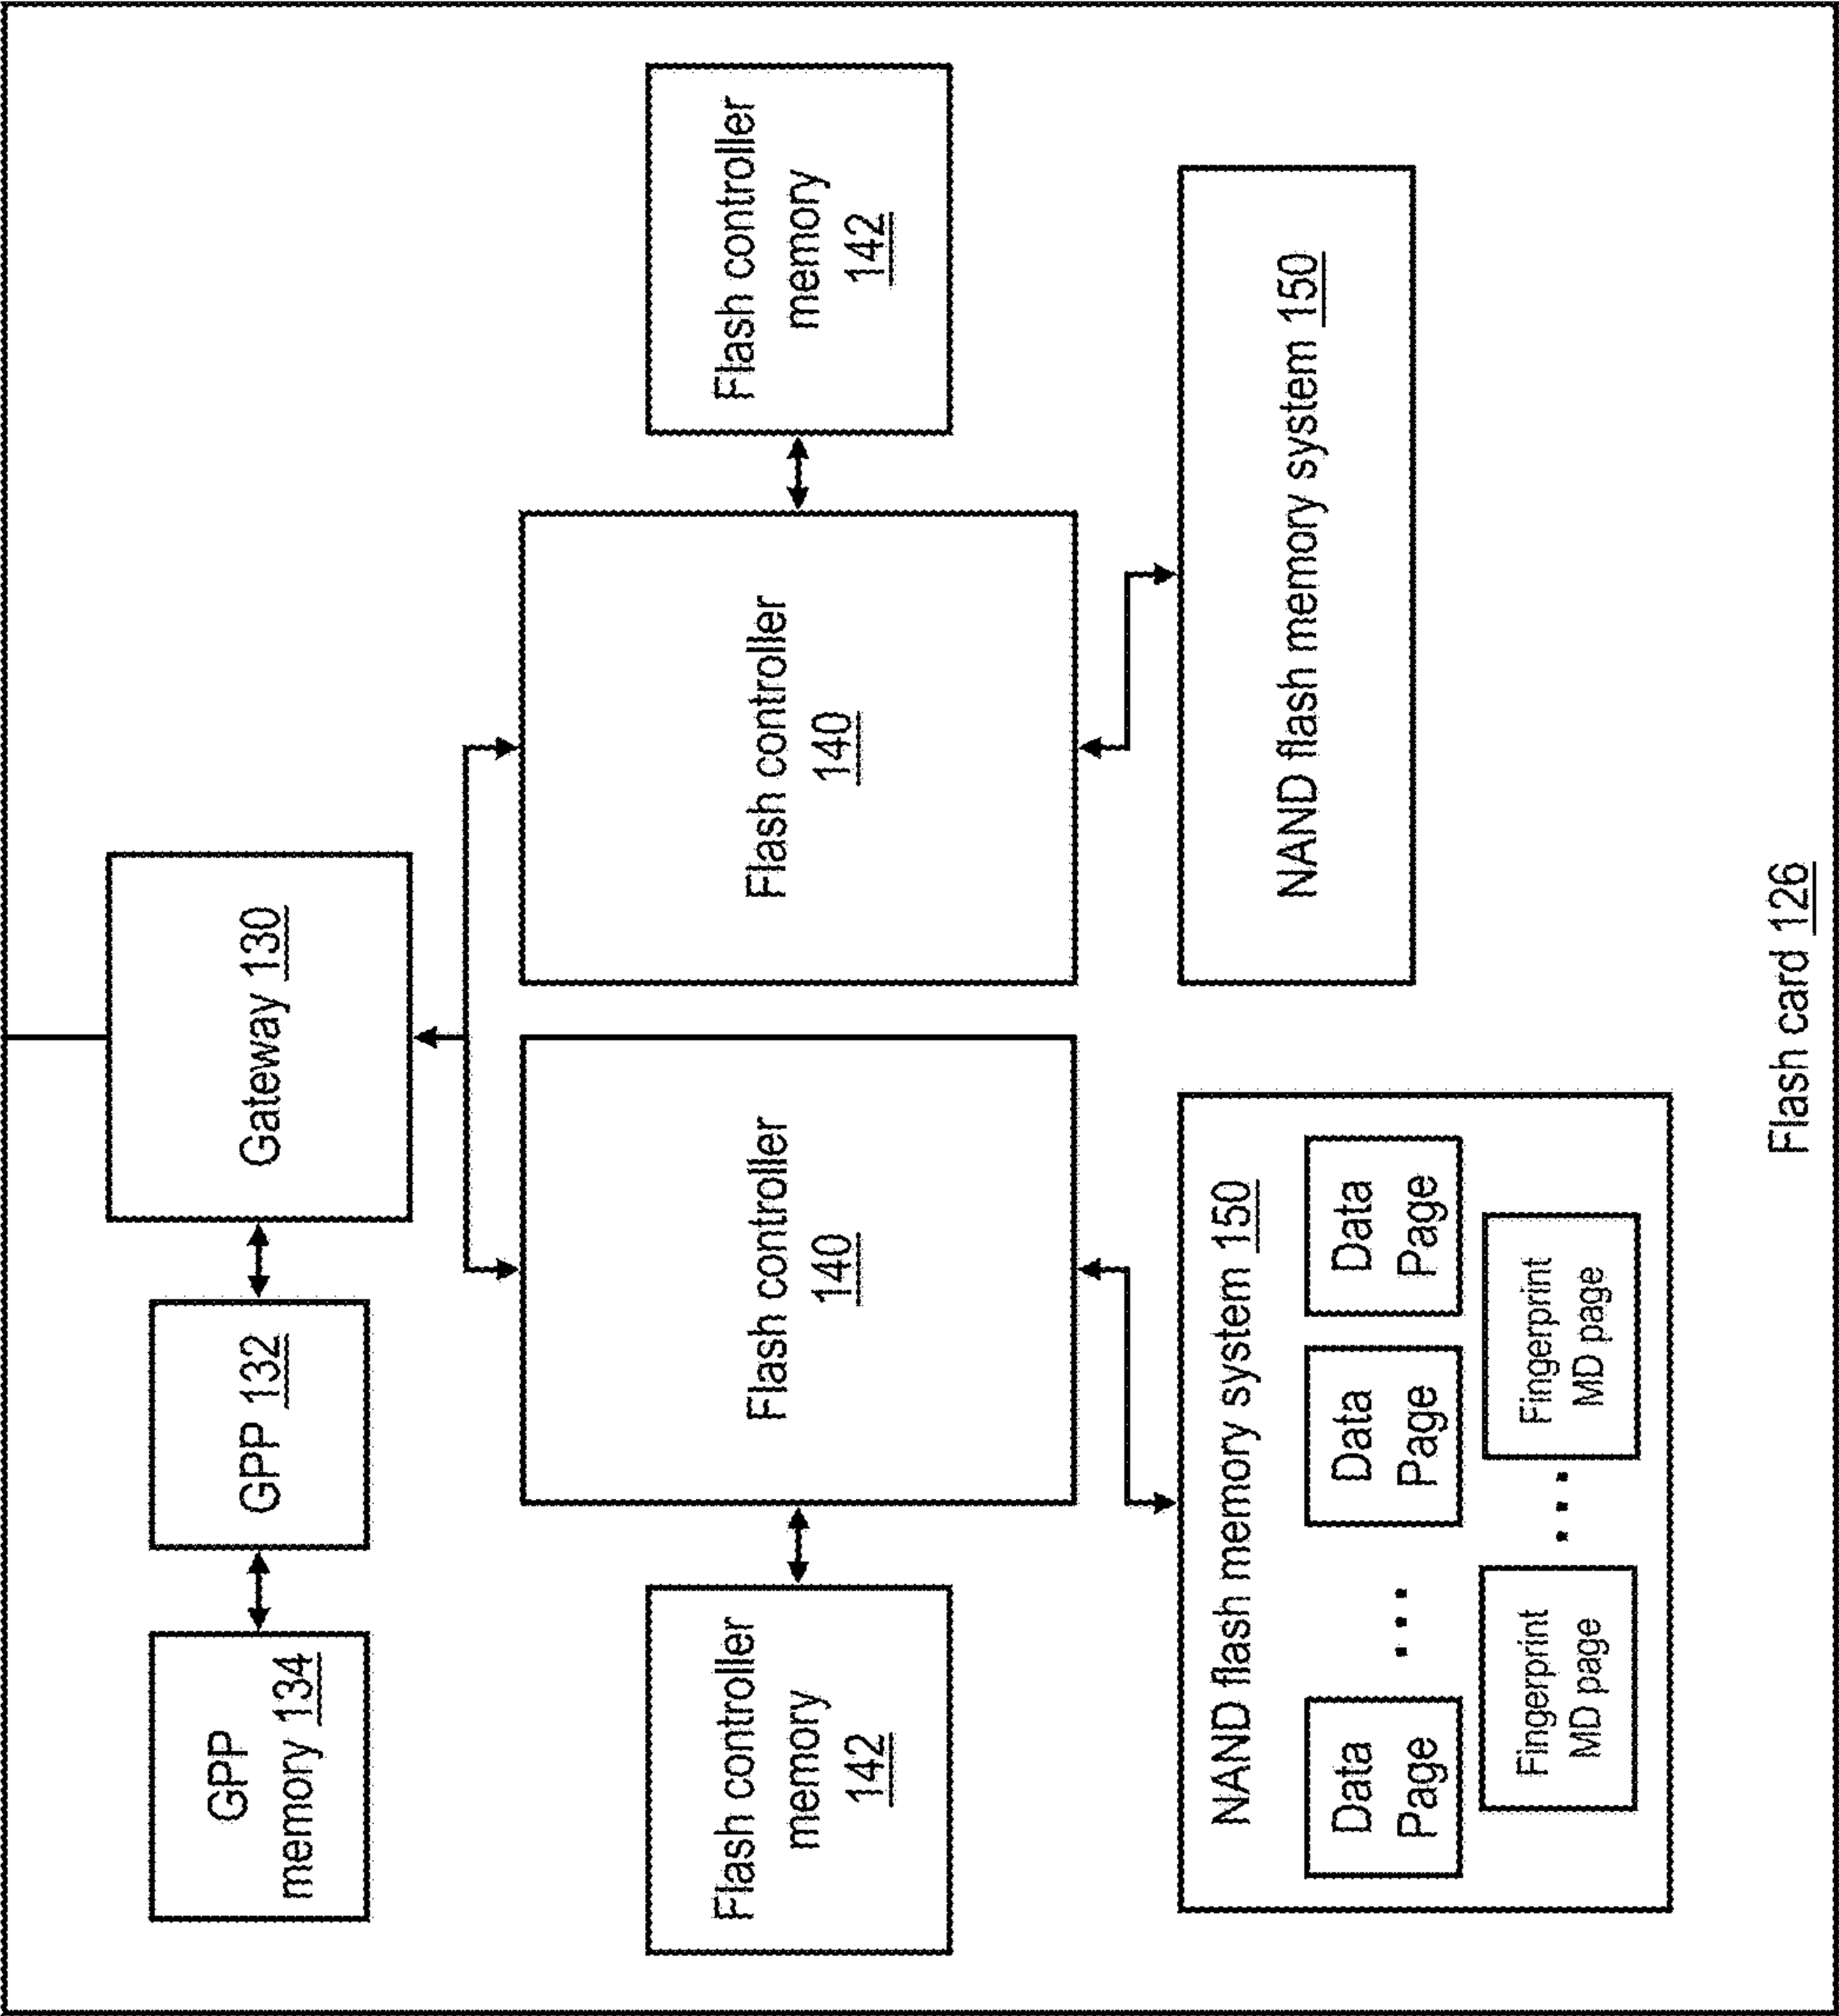 GPP
memory 134
GPP 132
Gateway 130
Flash controller
memory
142
Flash controller
140
Flash controller
140
Flash controller
memory
142
NAND flash memory system 150
Data
Page
...
Data
Page
Data
Page
Fingerprint
MD page
...
Fingerprint
MD page
NAND flash memory system 150
Flash card 126